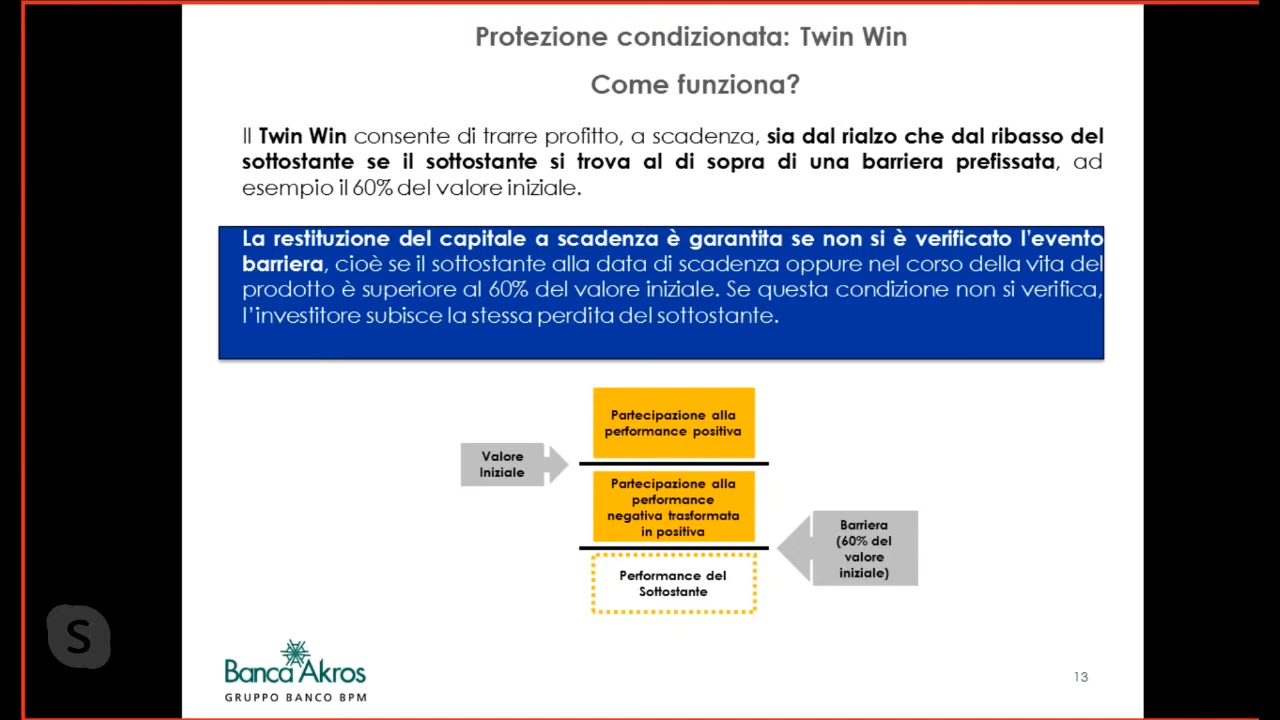 Protezione condizionata: Twin Win
Come funziona?
Il Twin Win consente di trarre profitto, a scadenza, sia dal rialzo che dal ribasso del
sottostante se il sottostante si trova al di sopra di una barriera prefissata, ad
esempio il 60% del valore iniziale.
La restituzione del capitale a scadenza è garantita se non si è verificato l'evento
barriera, cioè se il sottostante alla data di scadenza oppure nel corso della vita del
prodotto è superiore al 60% del valore iniziale. Se questa condizione non si verifica,
l'investitore subisce la stessa perdita del sottostante.
Partecipazione alla
performance positiva
Valore
Iniziale
Partecipazione alla
performance
negativa trasformata
in positiva
Barriera
(60% del
valore
iniziale)
Performance del
Sottostante
S
Banca Akros
GRUPPO BANCO BPM
13